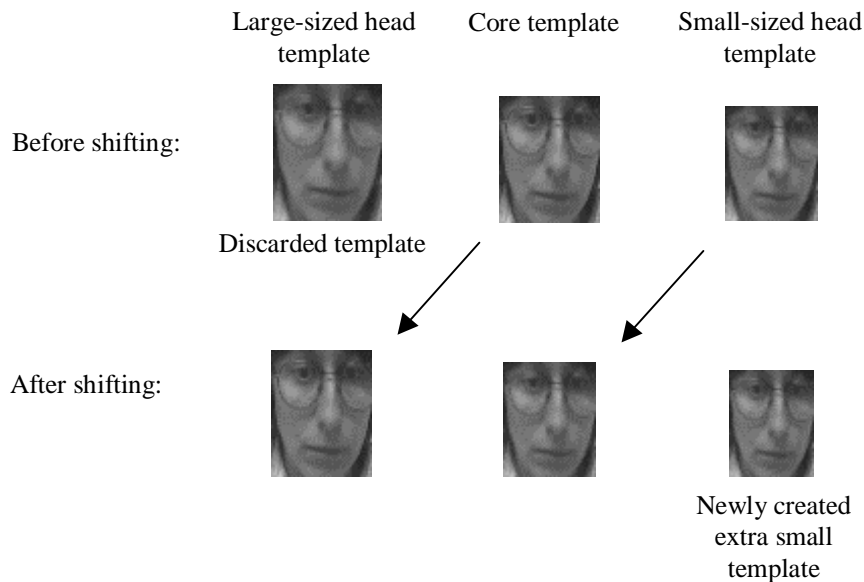 Large-sized head
template
Core template
Small-sized head
template
Before shifting:
Discarded template
After shifting:
Newly created
extra small
template